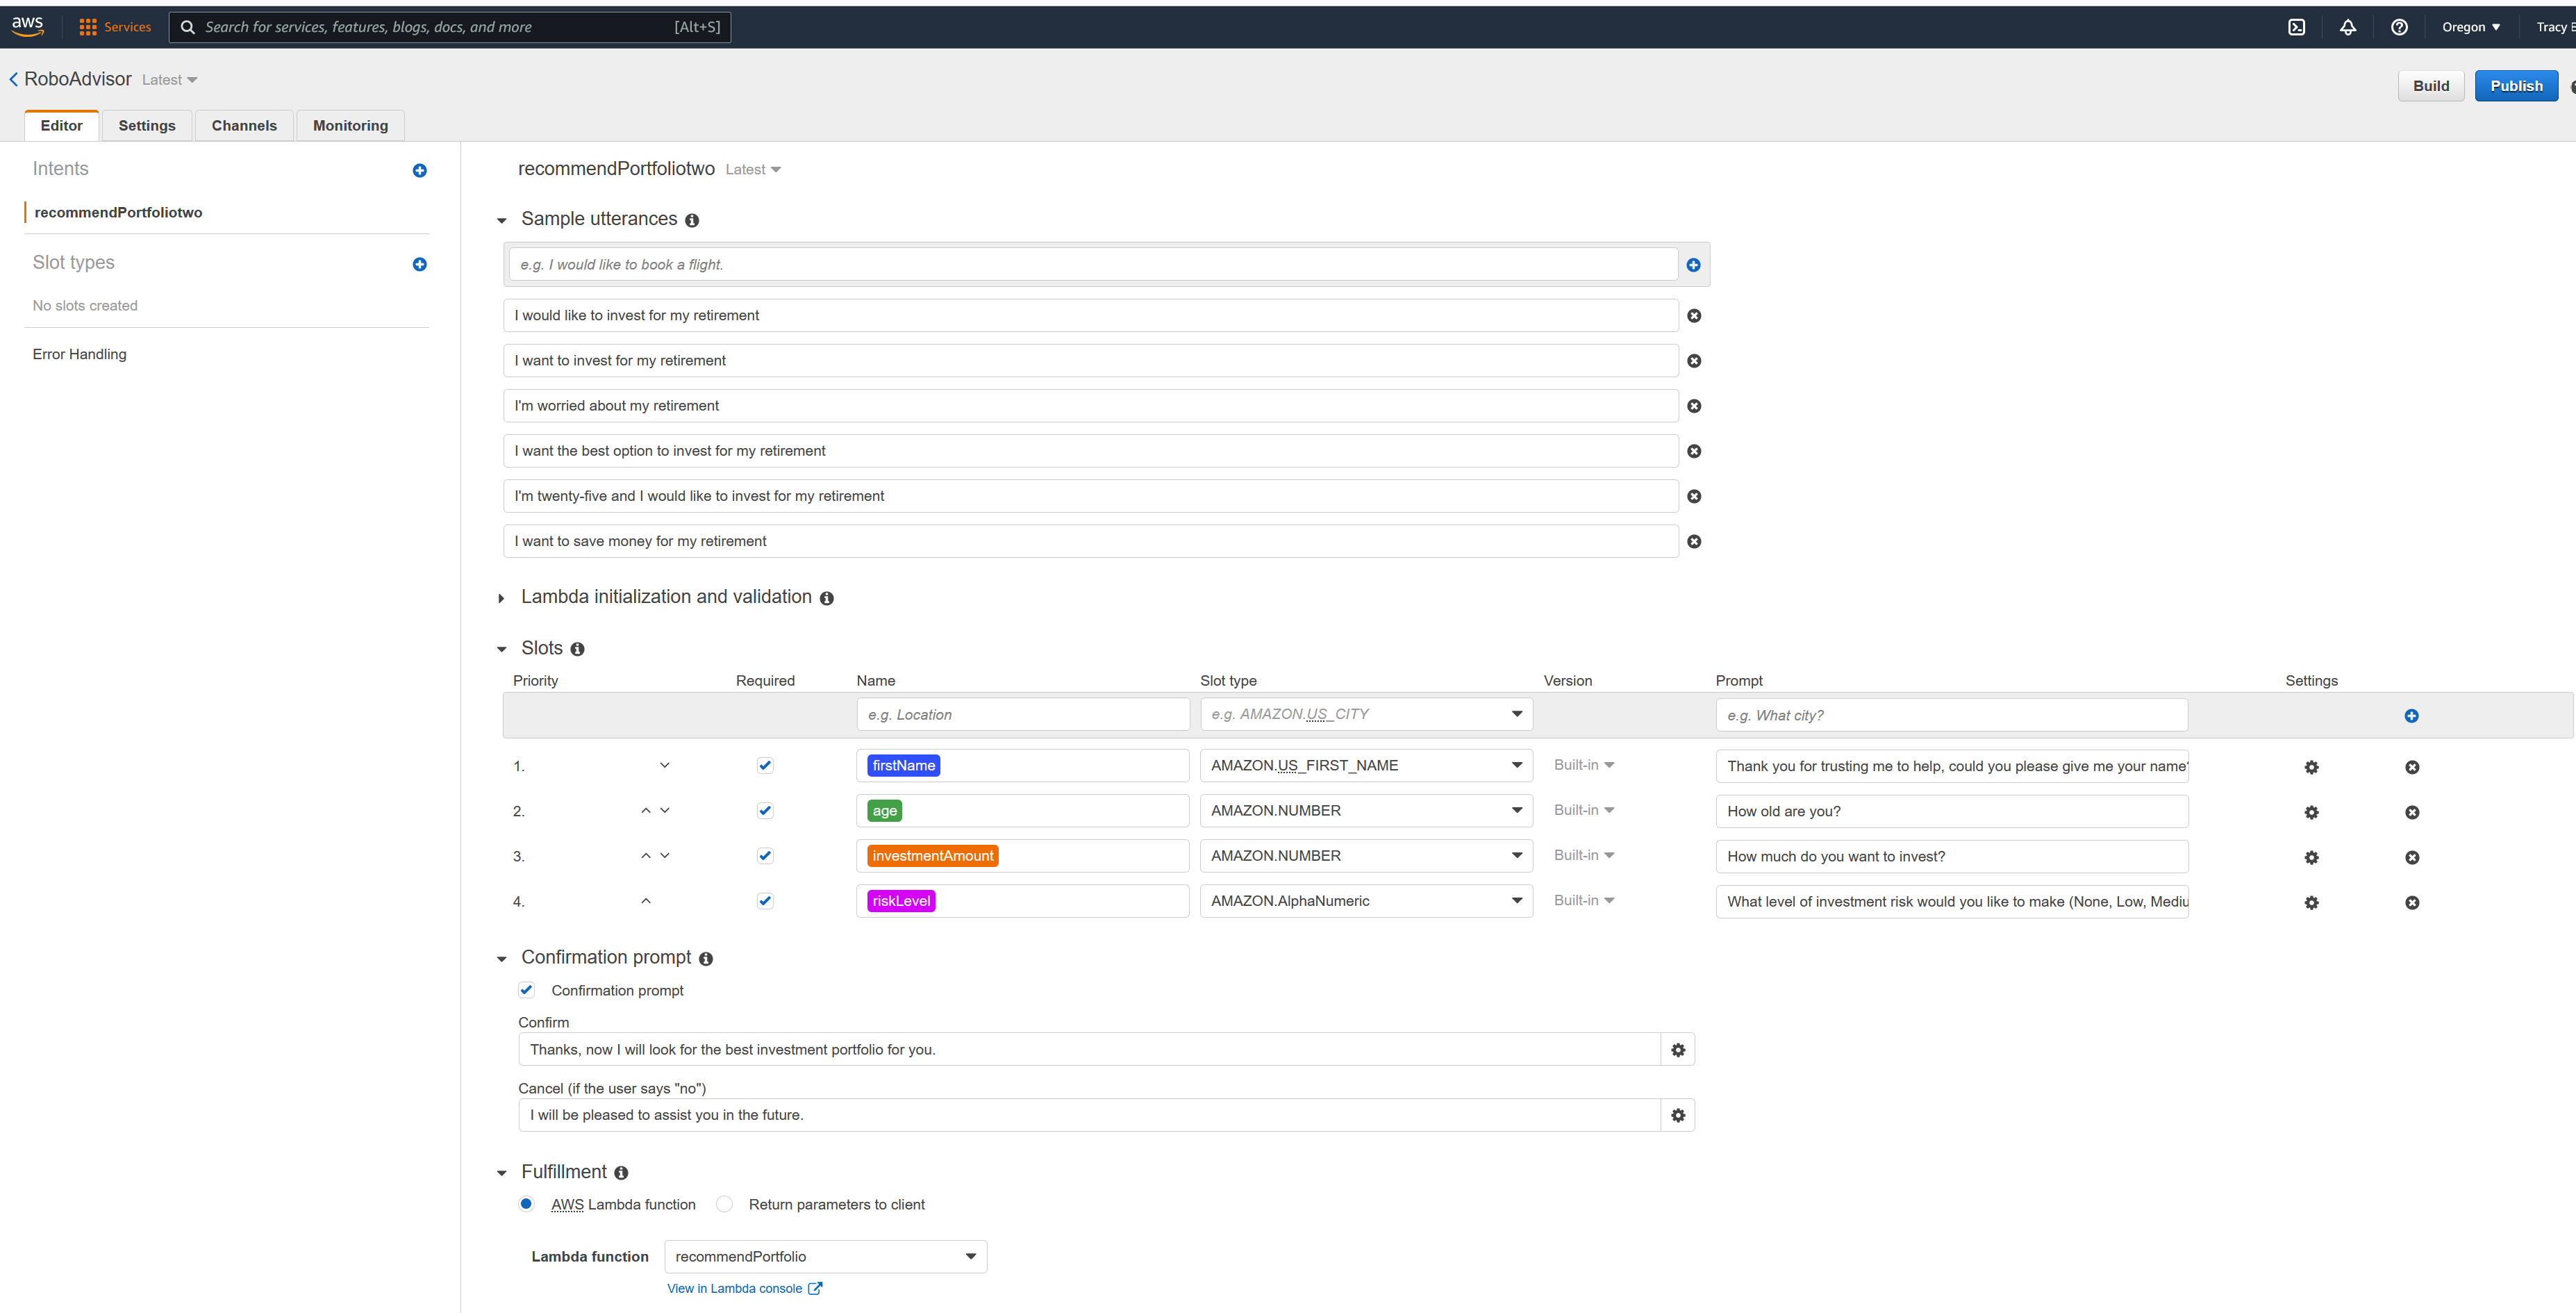 aws Services Search for services, features, blogs, docs, and more [Alt+S] Oregon Tracy
RoboAdvisor Latest
Build Publish
Editor Settings Channels Monitoring
Intents
recommendPortfoliotwo
Slot types
No slots created
Error Handling
recommendPortfoliotwo Latest
Sample utterances
e.g. I would like to book a flight.
I would like to invest for my retirement
I want to invest for my retirement
I'm worried about my retirement
I want the best option to invest for my retirement
I'm twenty-five and I would like to invest for my retirement
I want to save money for my retirement
Lambda initialization and validation
Slots
Priority Required Name Slot type Version Prompt Settings
e.g. Location e.g. AMAZON.US_CITY e.g. What city?
1. firstName AMAZON.US_FIRST_NAME Built-in Thank you for trusting me to help, could you please give me your name?
2. age AMAZON.NUMBER Built-in How old are you?
3. investmentAmount AMAZON.NUMBER Built-in How much do you want to invest?
4. riskLevel AMAZON.AlphaNumeric Built-in What level of investment risk would you like to make (None, Low, Mediu
Confirmation prompt
Confirmation prompt
Confirm
Thanks, now I will look for the best investment portfolio for you.
Cancel (if the user says "no")
I will be pleased to assist you in the future.
Fulfillment
AWS Lambda function Return parameters to client
Lambda function recommendPortfolio
View in Lambda console